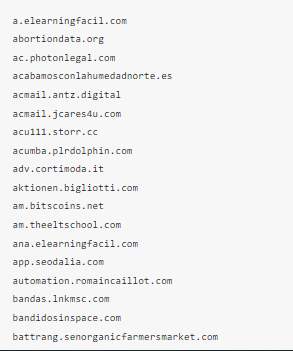 a.elearningfacil.com
abortiondata.org
ac.photonlegal.com
acabamosconlahumedadnorte.es
acmail.antz.digital
acmail.jcares4u.com
acu111.storr.cc
acumba.plrdolphin.com
adv.cortimoda.it
aktionen.bigliotti.com
am.bitscoins.net
am.theeltschool.com
ana.elearningfacil.com
app.seodalia.com
automation.romaincaillot.com
bandas.lnkmsc.com
bandidosinspace.com
battrang.senorganicfarmersmarket.com